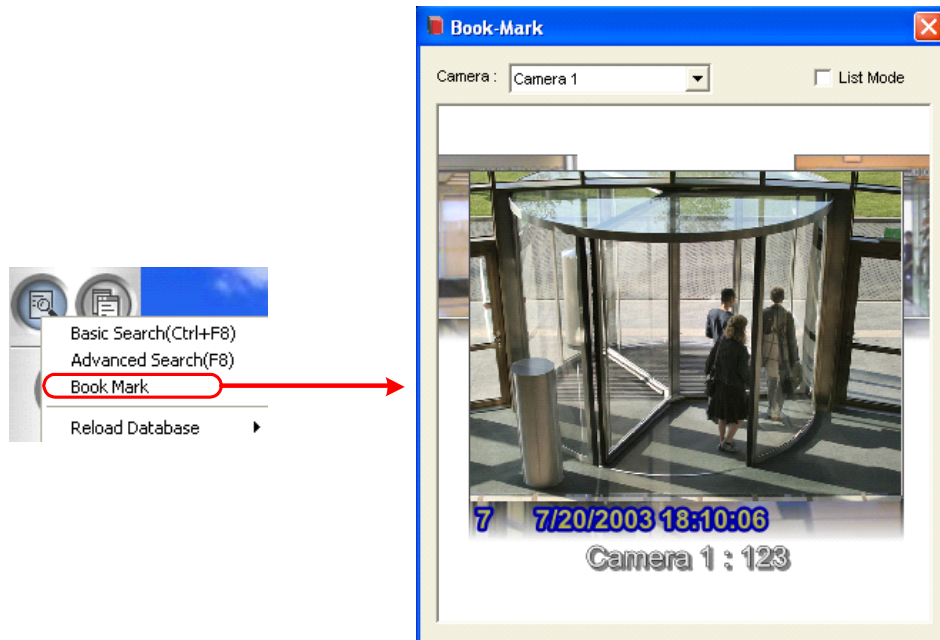 Basic Search(Ctrl+F8)
Advanced Search(F8)
Book Mark
Reload Database
Book-Mark
Camera : Camera 1
List Mode
7 7/20/2003 18:10:06
Camera 1 : 123